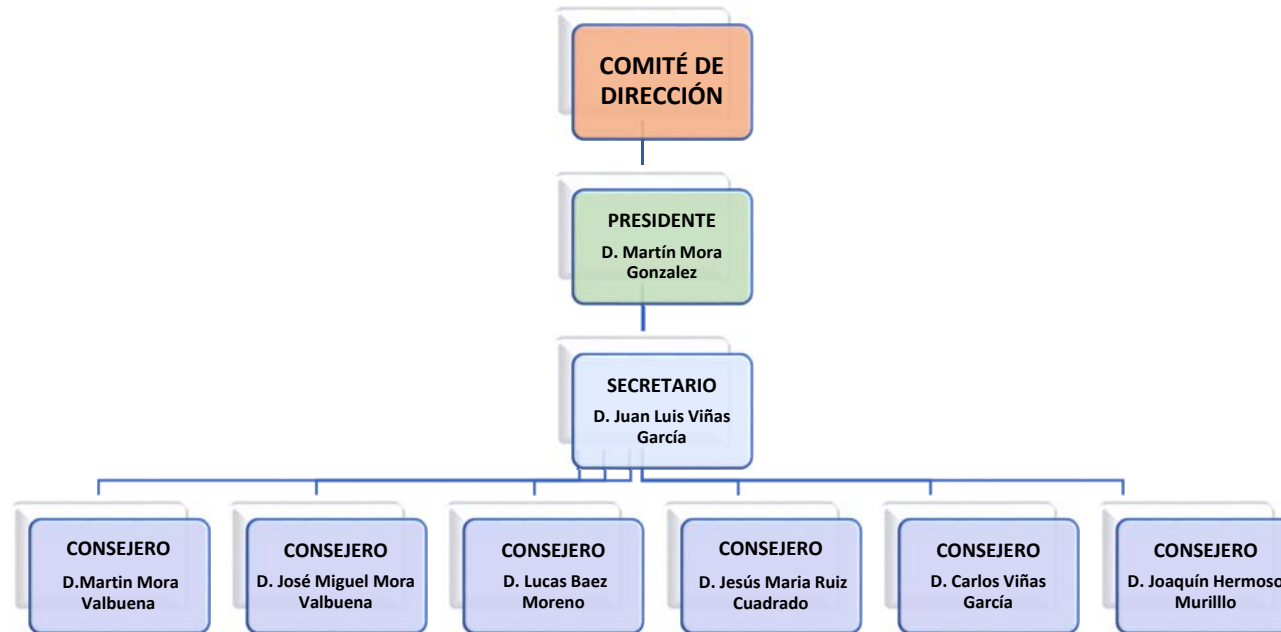 COMITÉ DE
DIRECCIÓN
PRESIDENTE
D. Martín Mora
Gonzalez
SECRETARIO
D. Juan Luis Viñas
García
CONSEJERO
D.Martin Mora
Valbuena
CONSEJERO
D. José Miguel Mora
Valbuena
CONSEJERO
D. Lucas Baez
Moreno
CONSEJERO
D. Jesús Maria Ruiz
Cuadrado
CONSEJERO
D. Carlos Viñas
García
CONSEJERO
D. Joaquín Hermoso
Murilllo